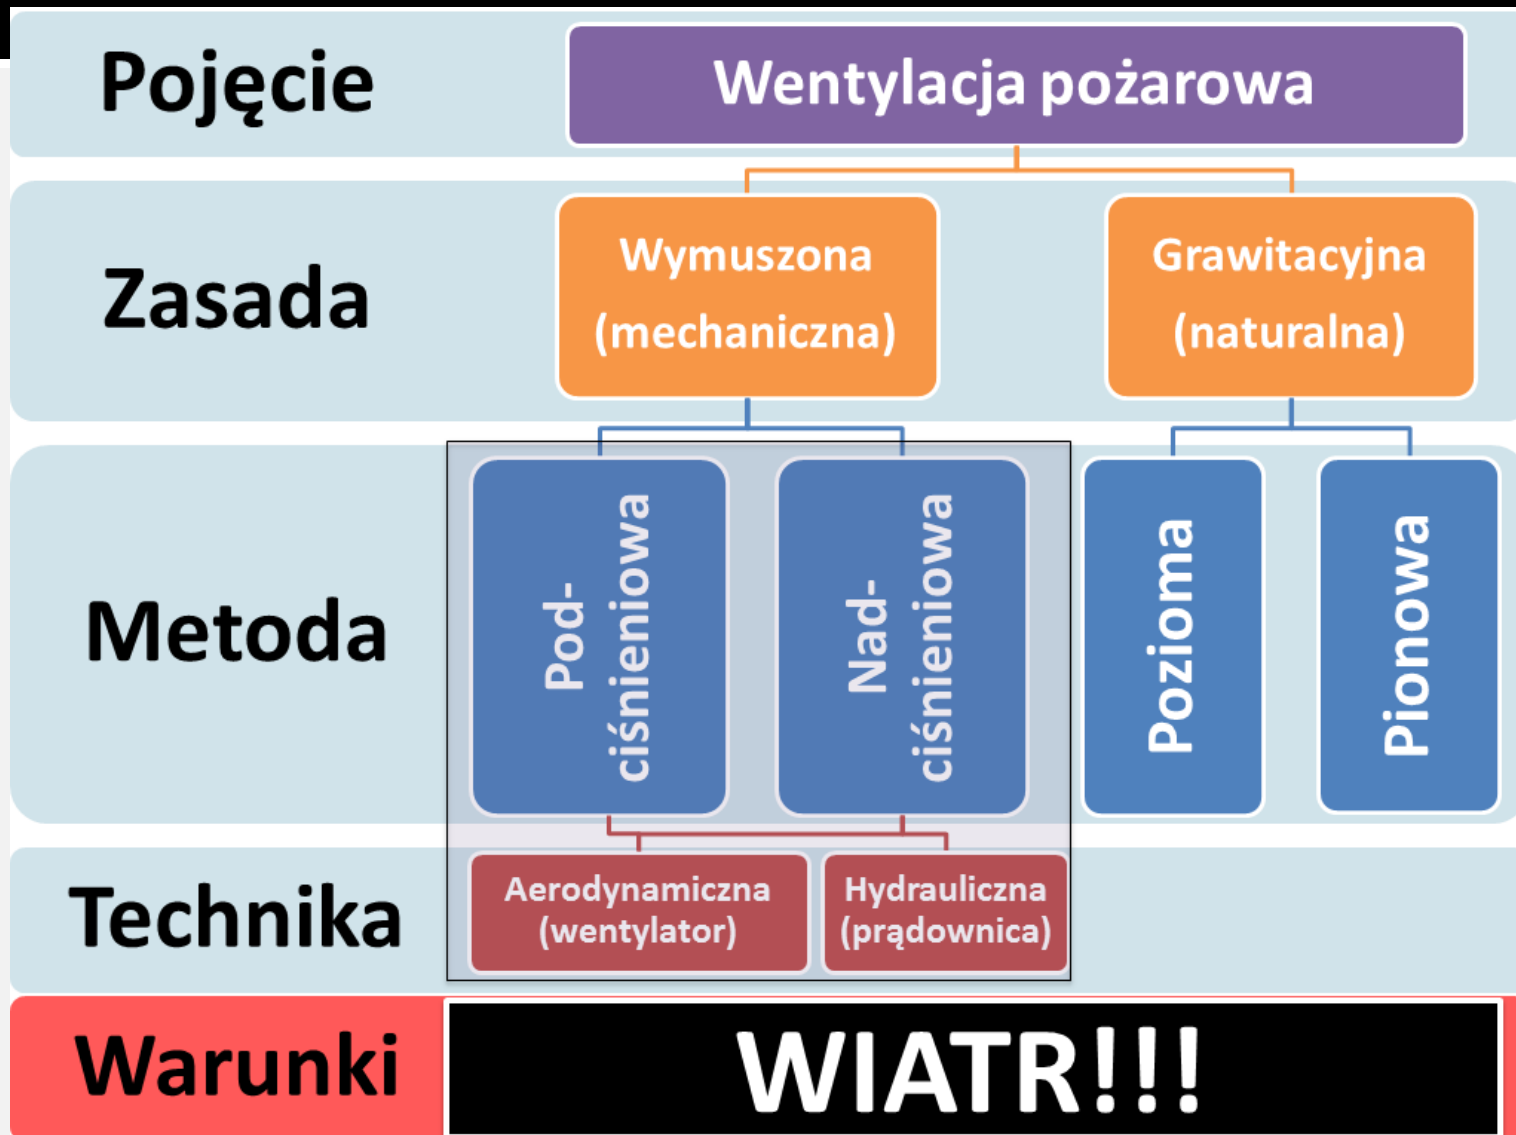 Pojęcie
Wentylacja pożarowa
Zasada
Wymuszona
(mechaniczna)
Grawitacyjna
(naturalna)
Metoda
Pod-
ciśnieniowa
Nad-
ciśnieniowa
Pozioma
Pionowa
Technika
Aerodynamiczna
(wentylator)
Hydrauliczna
(prądownica)
Warunki
WIATR!!!